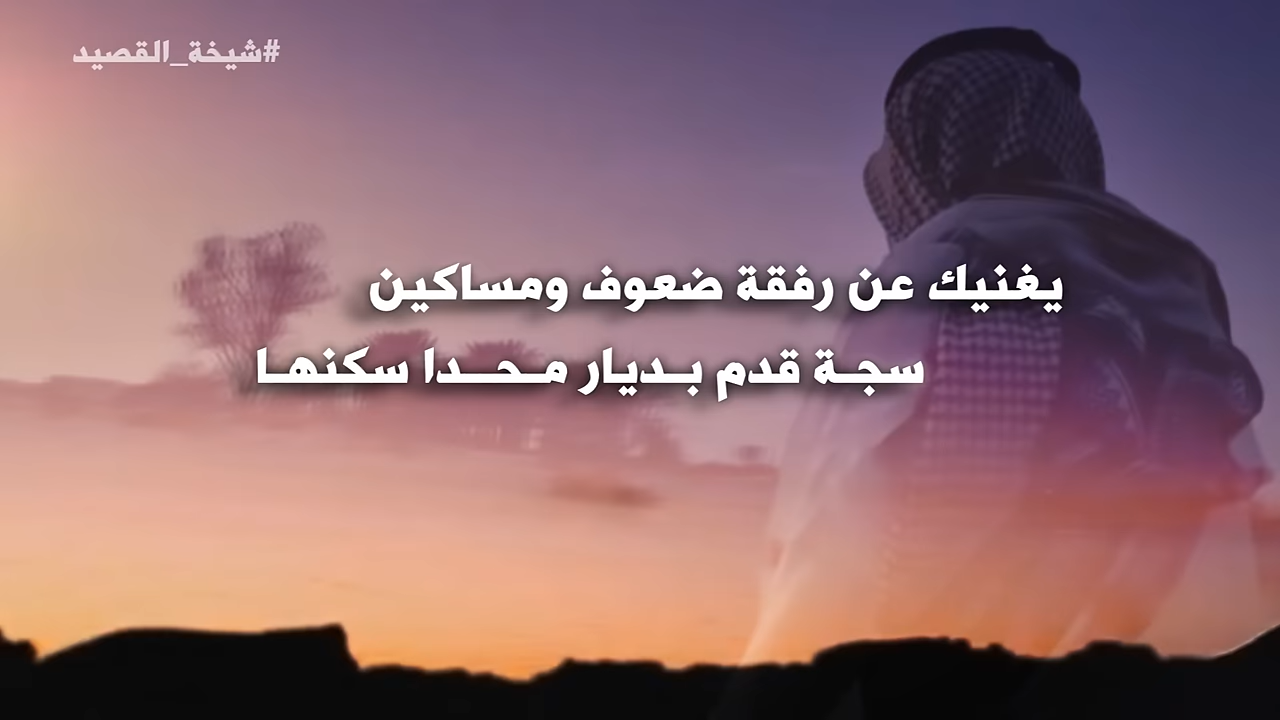 #شيخة_القصيد
يغنيك عن رفقة ضعوف ومساكين
سجة قدم بديار محدا سكنها